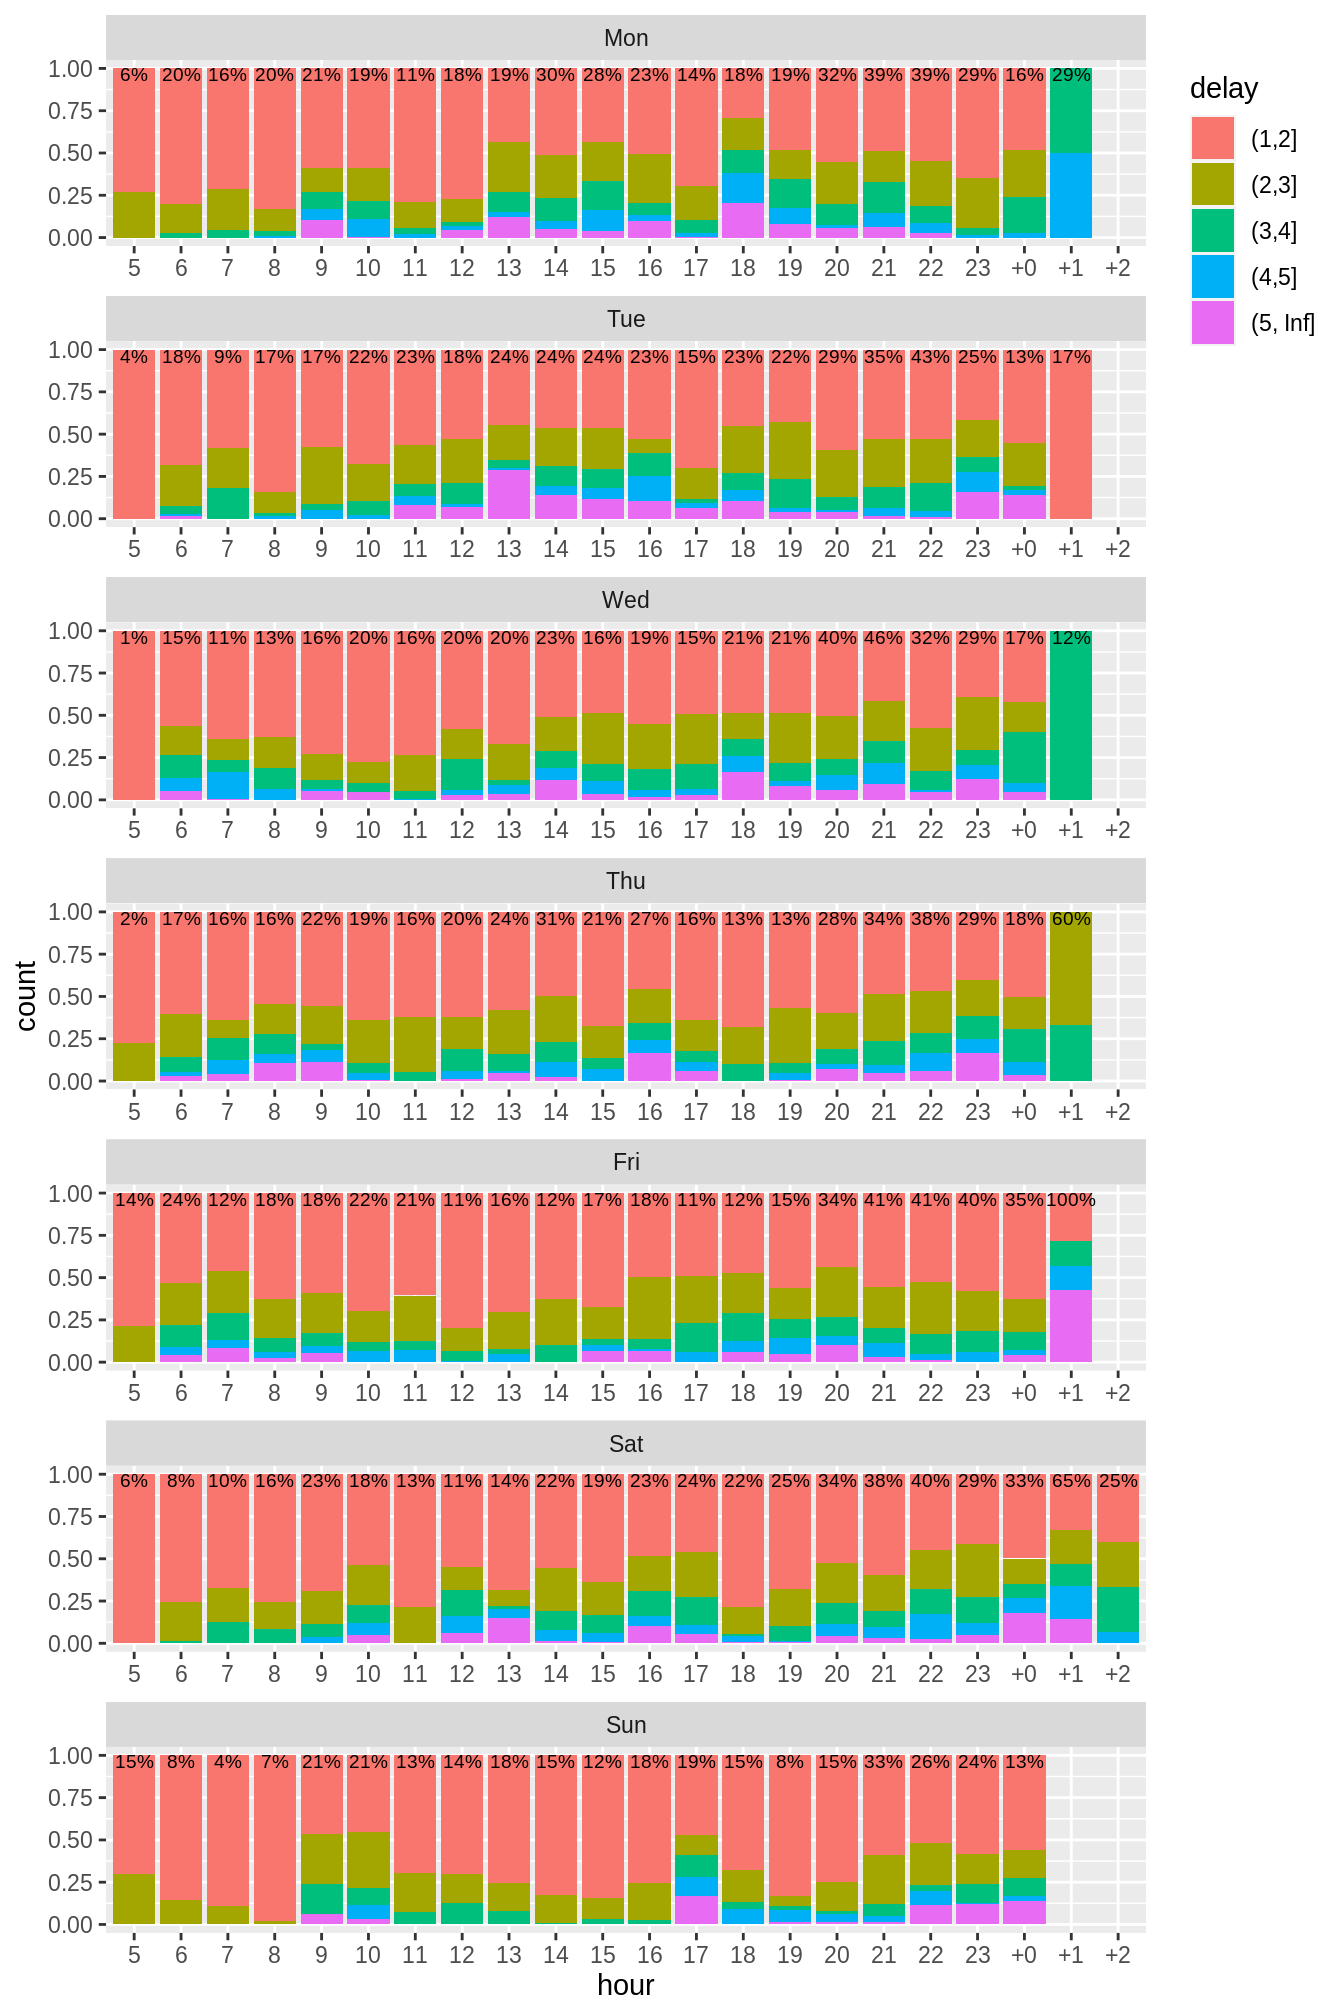 Mon
1.00
0.75
0.50
0.25
0.00
6% 20% 16% 20% 21% 19% 11% 18% 19% 30% 28% 23% 14% 18% 19% 32% 39% 39% 29% 16% 29%
5 6 7 8 9 10 11 12 13 14 15 16 17 18 19 20 21 22 23 +0 +1 +2
Tue
1.00
0.75
0.50
0.25
0.00
4% 18% 9% 17% 17% 22% 23% 18% 24% 24% 24% 23% 15% 23% 22% 29% 35% 43% 25% 13% 17%
5 6 7 8 9 10 11 12 13 14 15 16 17 18 19 20 21 22 23 +0 +1 +2
Wed
1.00
0.75
0.50
0.25
0.00
1% 15% 11% 13% 16% 20% 16% 20% 20% 23% 16% 19% 15% 21% 21% 40% 46% 32% 29% 17% 12%
5 6 7 8 9 10 11 12 13 14 15 16 17 18 19 20 21 22 23 +0 +1 +2
Thu
1.00
0.75
0.50
0.25
0.00
2% 17% 16% 16% 22% 19% 16% 20% 24% 31% 21% 27% 16% 13% 13% 28% 34% 38% 29% 18% 60%
5 6 7 8 9 10 11 12 13 14 15 16 17 18 19 20 21 22 23 +0 +1 +2
Fri
1.00
0.75
0.50
0.25
0.00
14% 24% 12% 18% 18% 22% 21% 11% 16% 12% 17% 18% 11% 12% 15% 34% 41% 41% 40% 35% 100%
5 6 7 8 9 10 11 12 13 14 15 16 17 18 19 20 21 22 23 +0 +1 +2
Sat
1.00
0.75
0.50
0.25
0.00
6% 8% 10% 16% 23% 18% 13% 11% 14% 22% 19% 23% 24% 22% 25% 34% 38% 40% 29% 33% 65% 25%
5 6 7 8 9 10 11 12 13 14 15 16 17 18 19 20 21 22 23 +0 +1 +2
Sun
1.00
0.75
0.50
0.25
0.00
15% 8% 4% 7% 21% 21% 13% 14% 18% 15% 12% 18% 19% 15% 8% 15% 33% 26% 24% 13%
5 6 7 8 9 10 11 12 13 14 15 16 17 18 19 20 21 22 23 +0 +1 +2
hour
count
delay
(1,2]
(2,3]
(3,4]
(4,5]
(5, Inf]